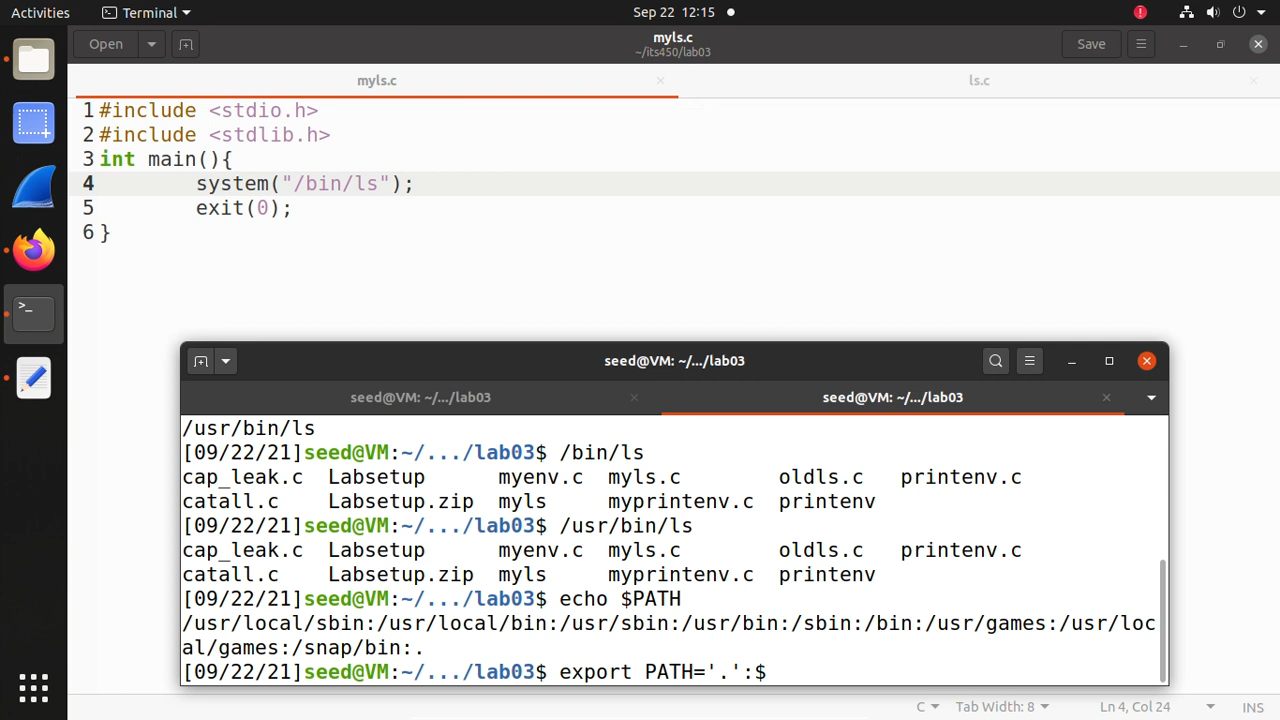 Activities Terminal Sep 22 12:15
Open myls.c Save
~/its450/lab03
myls.c ls.c
1 #include <stdio.h>
2 #include <stdlib.h>
3 int main(){
4 system("/bin/ls");
5 exit(0);
6 }
seed@VM: ~/.../lab03
seed@VM: ~/.../lab03 seed@VM: ~/.../lab03
/usr/bin/ls
[09/22/21]seed@VM:~/.../lab03$ /bin/ls
cap_leak.c Labsetup myenv.c myls.c oldls.c printenv.c
catall.c Labsetup.zip myls myprintenv.c printenv
[09/22/21]seed@VM:~/.../lab03$ /usr/bin/ls
cap_leak.c Labsetup myenv.c myls.c oldls.c printenv.c
catall.c Labsetup.zip myls myprintenv.c printenv
[09/22/21]seed@VM:~/.../lab03$ echo $PATH
/usr/local/sbin:/usr/local/bin:/usr/sbin:/usr/bin:/sbin:/bin:/usr/games:/usr/loc
al/games:/snap/bin:.
[09/22/21]seed@VM:~/.../lab03$ export PATH='.':$
C Tab Width: 8 Ln 4, Col 24 INS